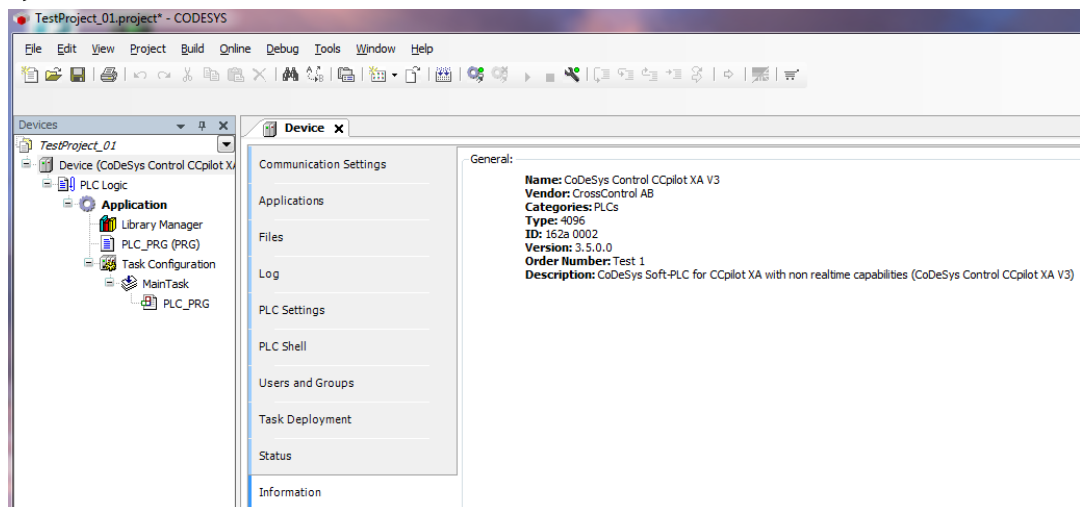 TestProject_01.project* - CODESYS
File Edit View Project Build Online Debug Tools Window Help
Devices
TestProject_01
Device (CoDeSys Control CCpilot XA
PLC Logic
Application
Library Manager
PLC_PRG (PRG)
Task Configuration
MainTask
PLC_PRG
Device
Communication Settings
Applications
Files
Log
PLC Settings
PLC Shell
Users and Groups
Task Deployment
Status
Information
General:
Name: CoDeSys Control CCpilot XA V3
Vendor: CrossControl AB
Categories: PLCs
Type: 4096
ID: 162a 0002
Version: 3.5.0.0
Order Number: Test 1
Description: CoDeSys Soft-PLC for CCpilot XA with non realtime capabilities (CoDeSys Control CCpilot XA V3)